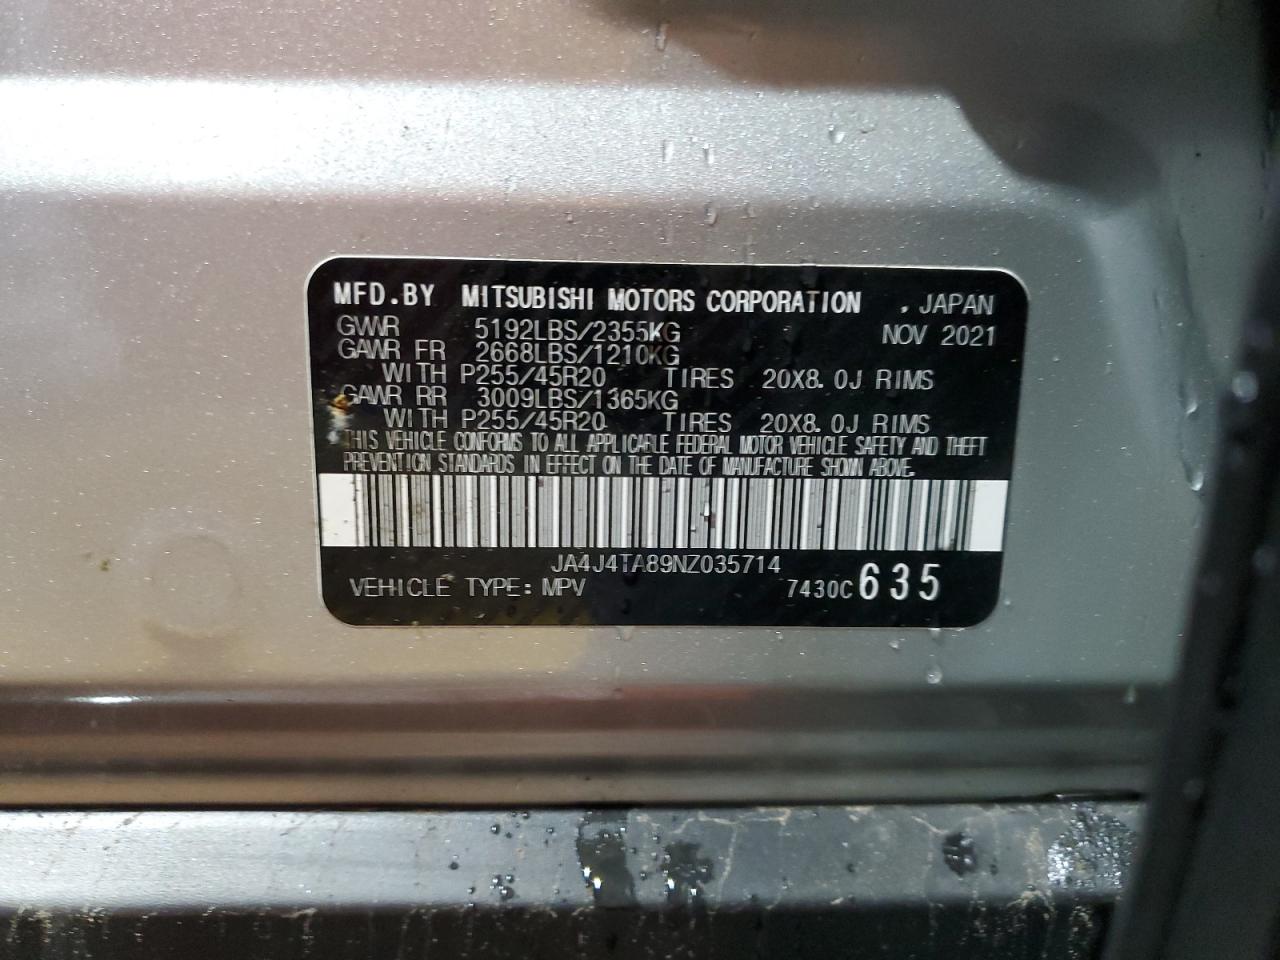 MFD.BY MITSUBISHI MOTORS CORPORATION , JAPAN
GVWR 5192LBS/2355KG NOV 2021
GAWR FR 2668LBS/1210KG
WITH P255/45R20 TIRES 20X8.0J RIMS
GAWR RR 3009LBS/1365KG
WITH P255/45R20 TIRES 20X8.0J RIMS
THIS VEHICLE CONFORMS TO ALL APPLICABLE FEDERAL MOTOR VEHICLE SAFETY AND THEFT
PREVENTION STANDARDS IN EFFECT ON THE DATE OF MANUFACTURE SHOWN ABOVE.
JA4J4TA89NZ035714
VEHICLE TYPE: MPV 7430C 635